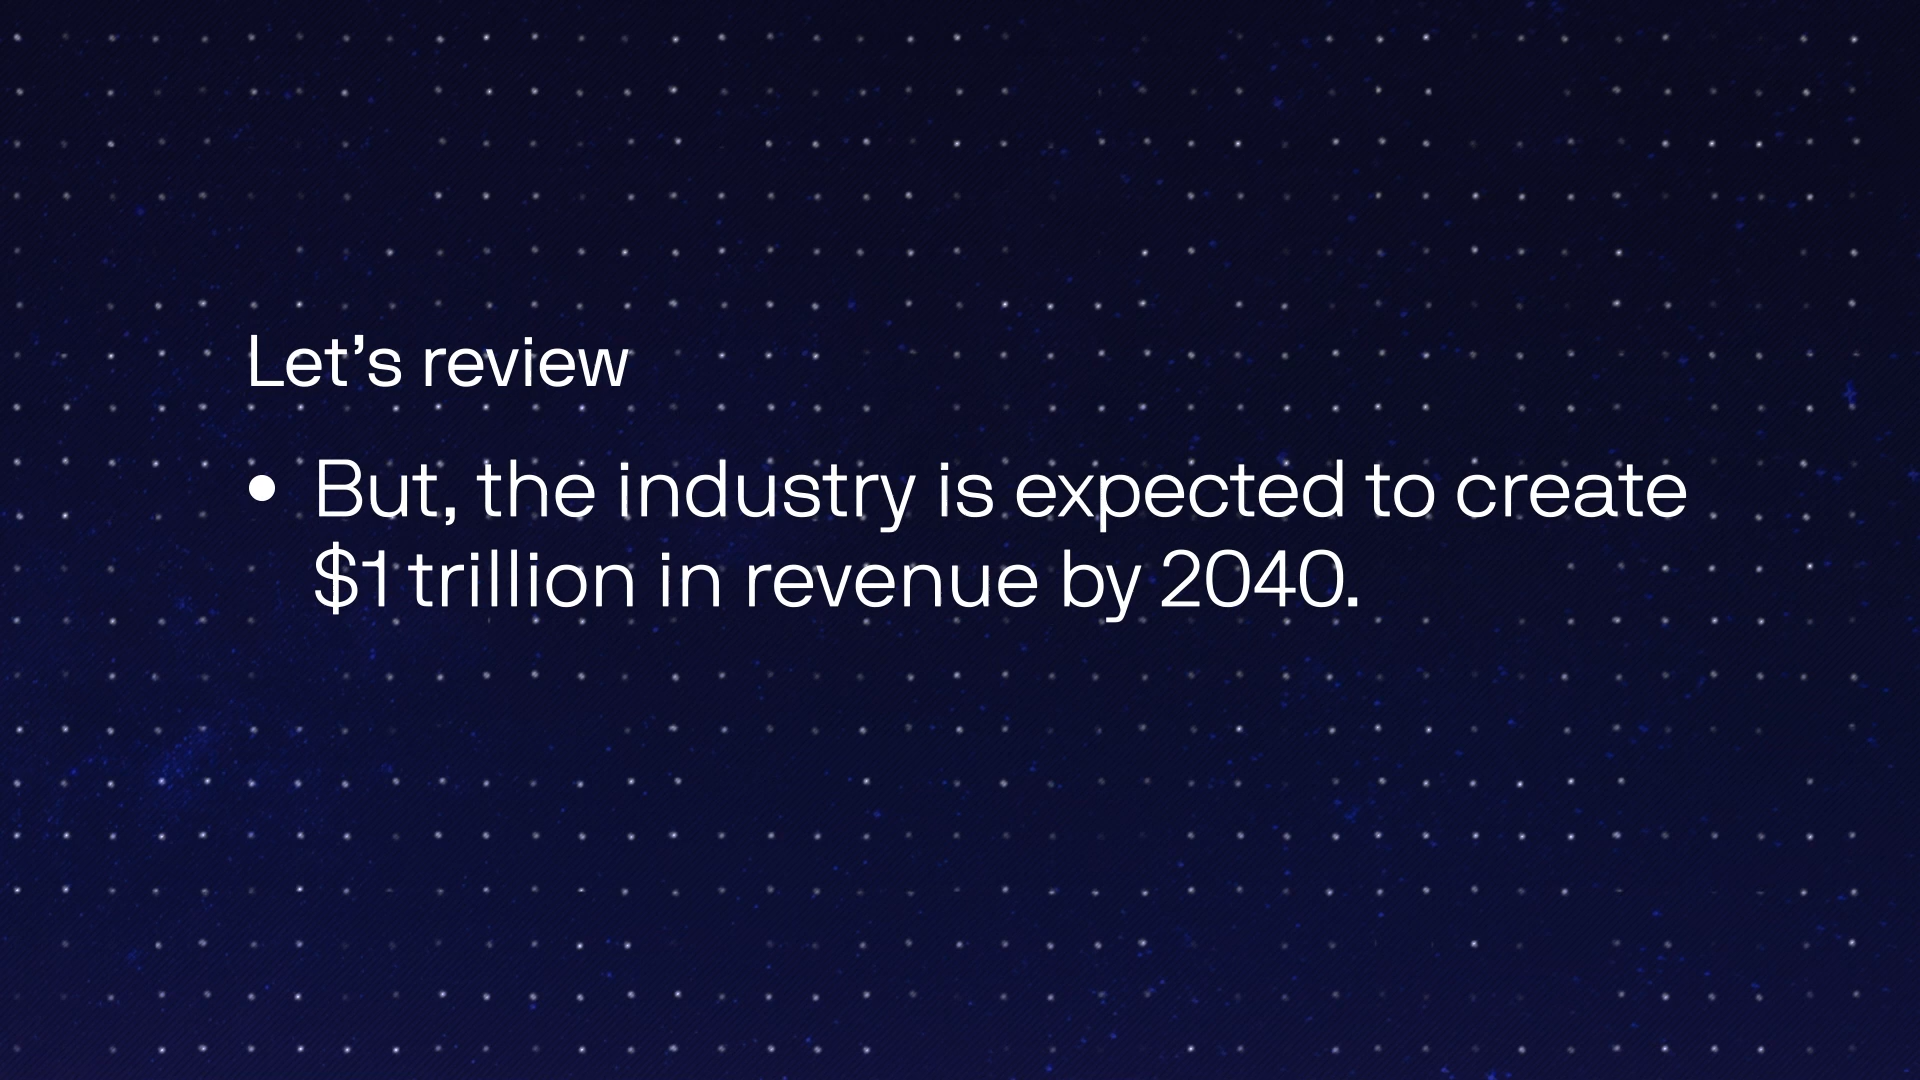 Let’s review
• But, the industry is expected to create
$1 trillion in revenue by 2040.